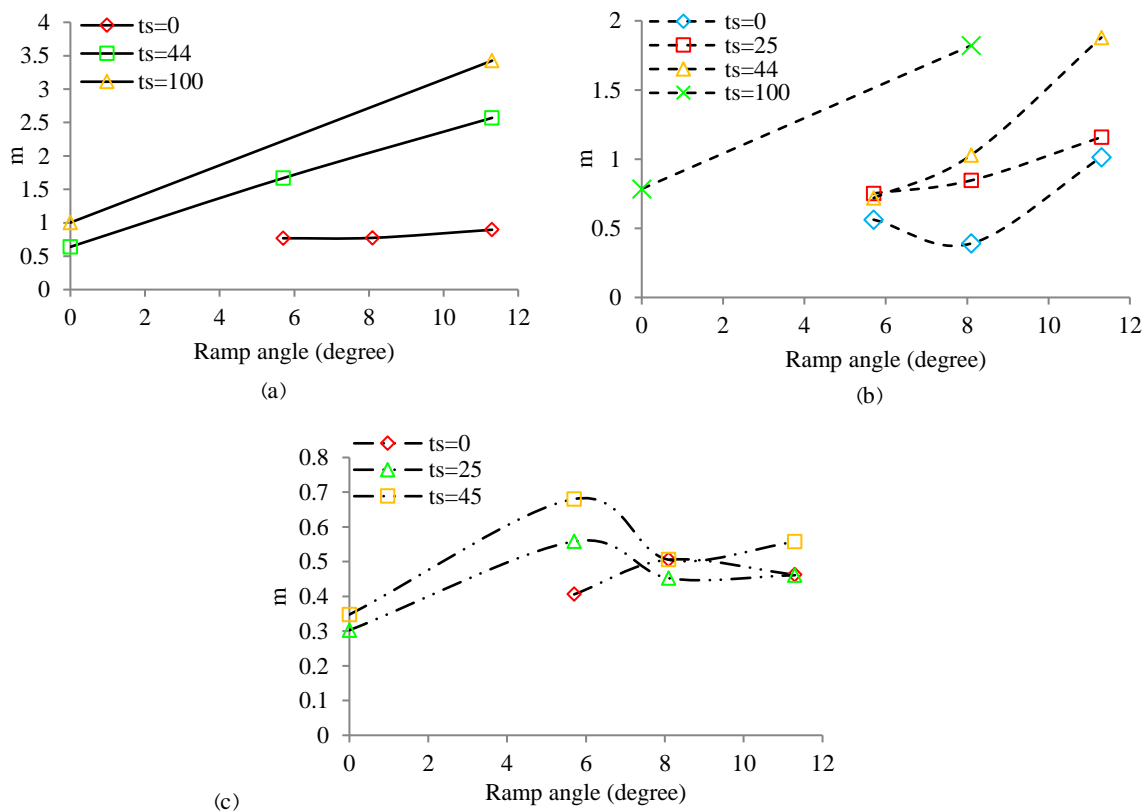 ts=0
ts=44
ts=100
4
3.5
3
2.5
2
1.5
1
0.5
0
m
0 2 4 6 8 10 12
Ramp angle (degree)
(a)
ts=0
ts=25
ts=44
ts=100
2
1.5
1
0.5
0
m
0 2 4 6 8 10 12
Ramp angle (degree)
(b)
ts=0
ts=25
ts=45
0.8
0.7
0.6
0.5
0.4
0.3
0.2
0.1
0
m
0 2 4 6 8 10 12
Ramp angle (degree)
(c)